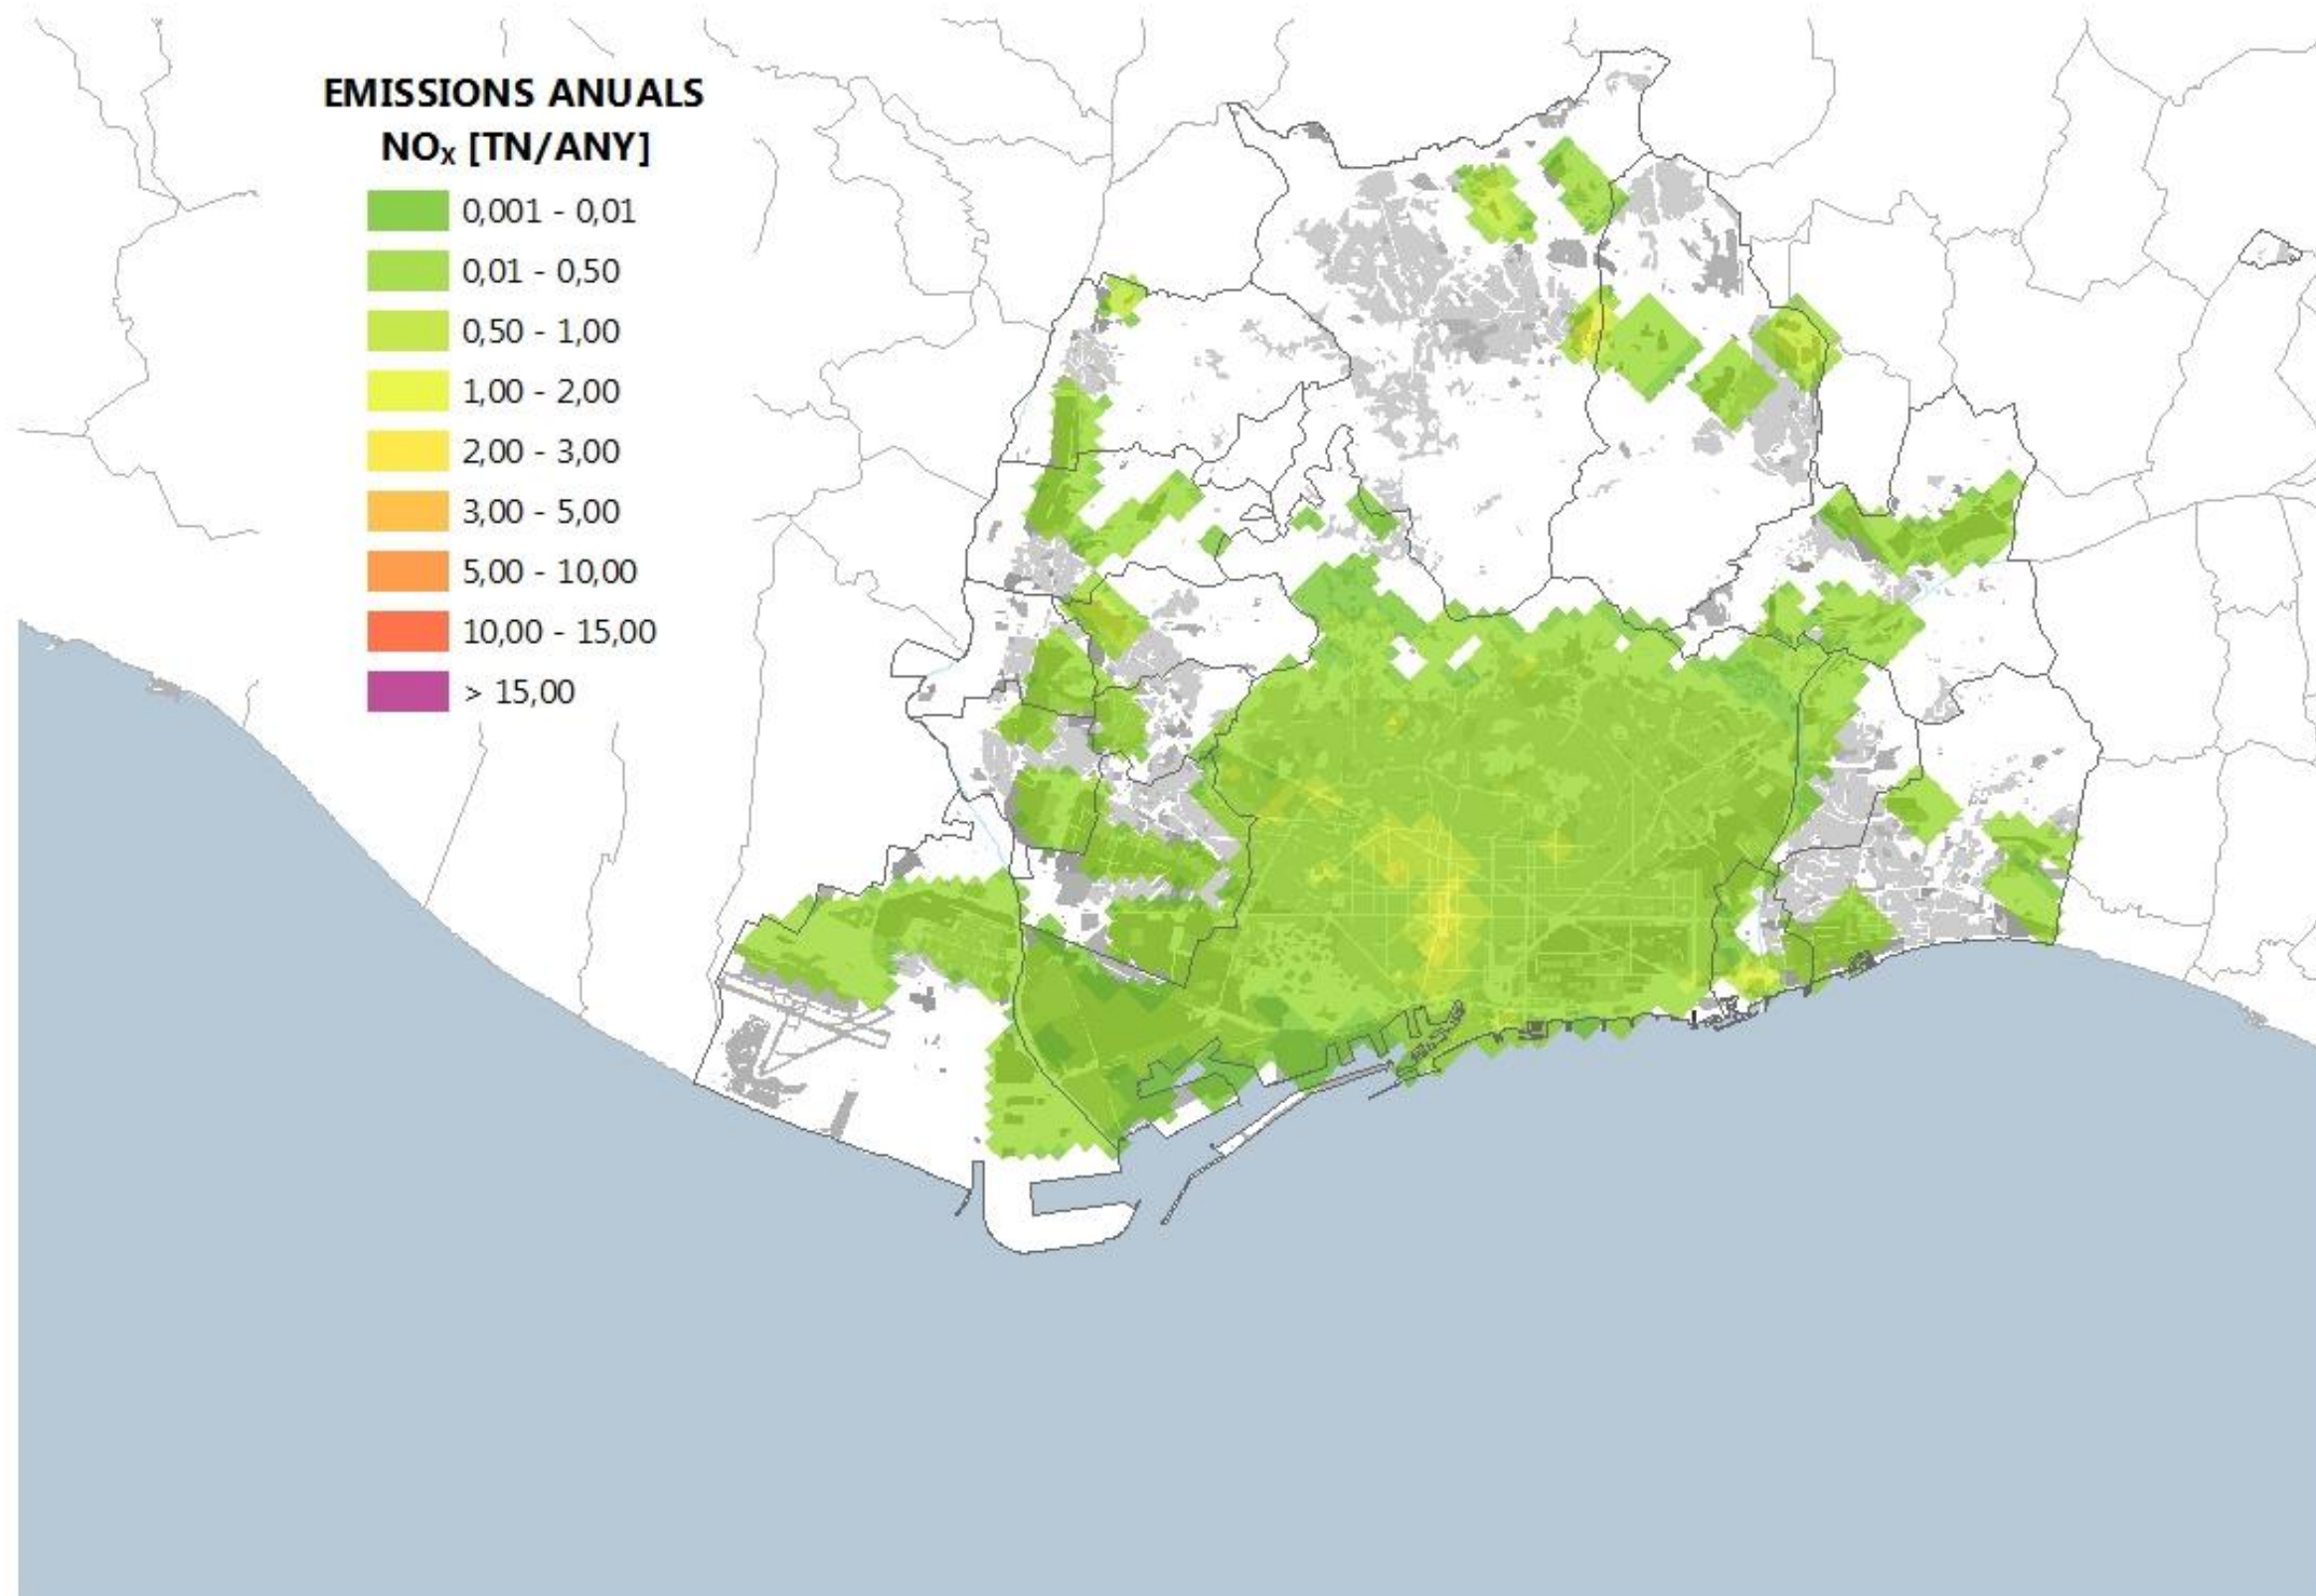 EMISSIONS ANUALS
NOₓ [TN/ANY]
0,001 - 0,01
0,01 - 0,50
0,50 - 1,00
1,00 - 2,00
2,00 - 3,00
3,00 - 5,00
5,00 - 10,00
10,00 - 15,00
> 15,00